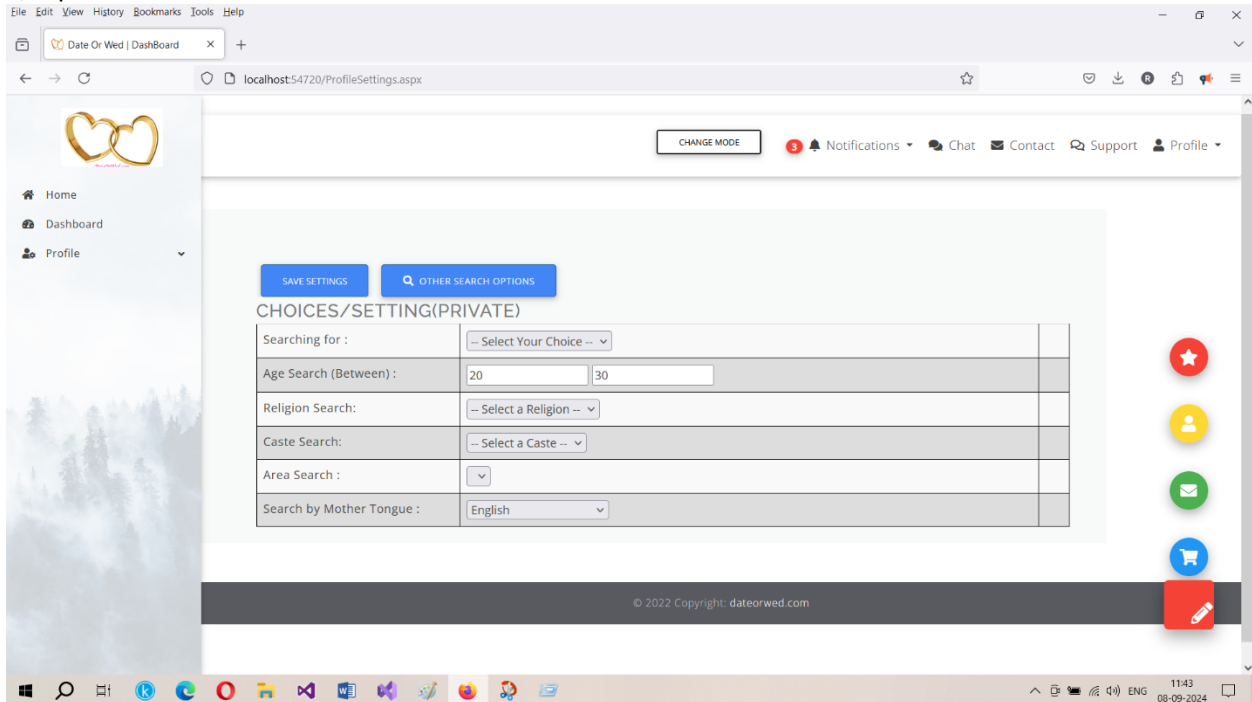 File Edit View History Bookmarks Tools Help
Date Or Wed | DashBoard
localhost:54720/ProfileSettings.aspx
CHANGE MODE
3 Notifications Chat Contact Support Profile
Home
Dashboard
Profile
SAVE SETTINGS
OTHER SEARCH OPTIONS
CHOICES/SETTING(PRIVATE)
Searching for : -- Select Your Choice --
Age Search (Between) : 20 30
Religion Search: -- Select a Religion --
Caste Search: -- Select a Caste --
Area Search :
Search by Mother Tongue : English
© 2022 Copyright: dateorwed.com
ENG
11:43
08-09-2024